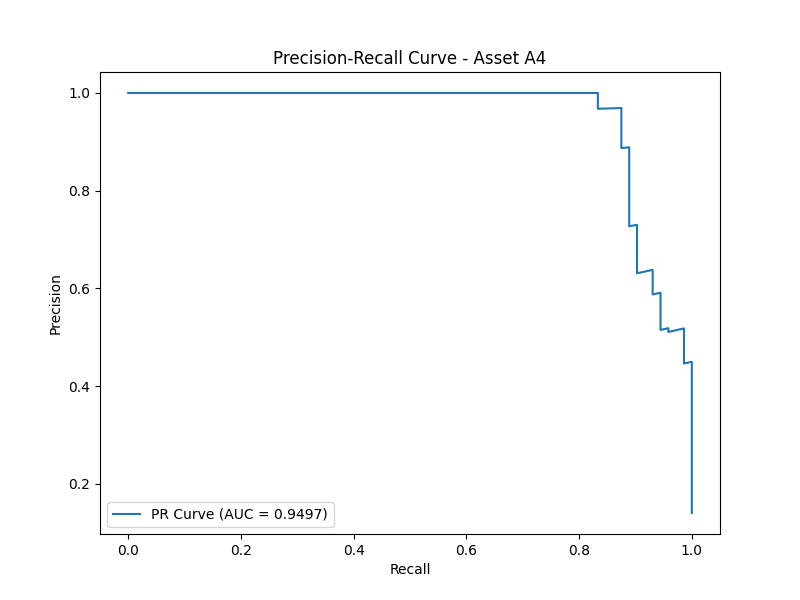 Precision-Recall Curve - Asset A4
Precision
1.0
0.8
0.6
0.4
0.2
PR Curve (AUC = 0.9497)
0.0 0.2 0.4 0.6 0.8 1.0
Recall